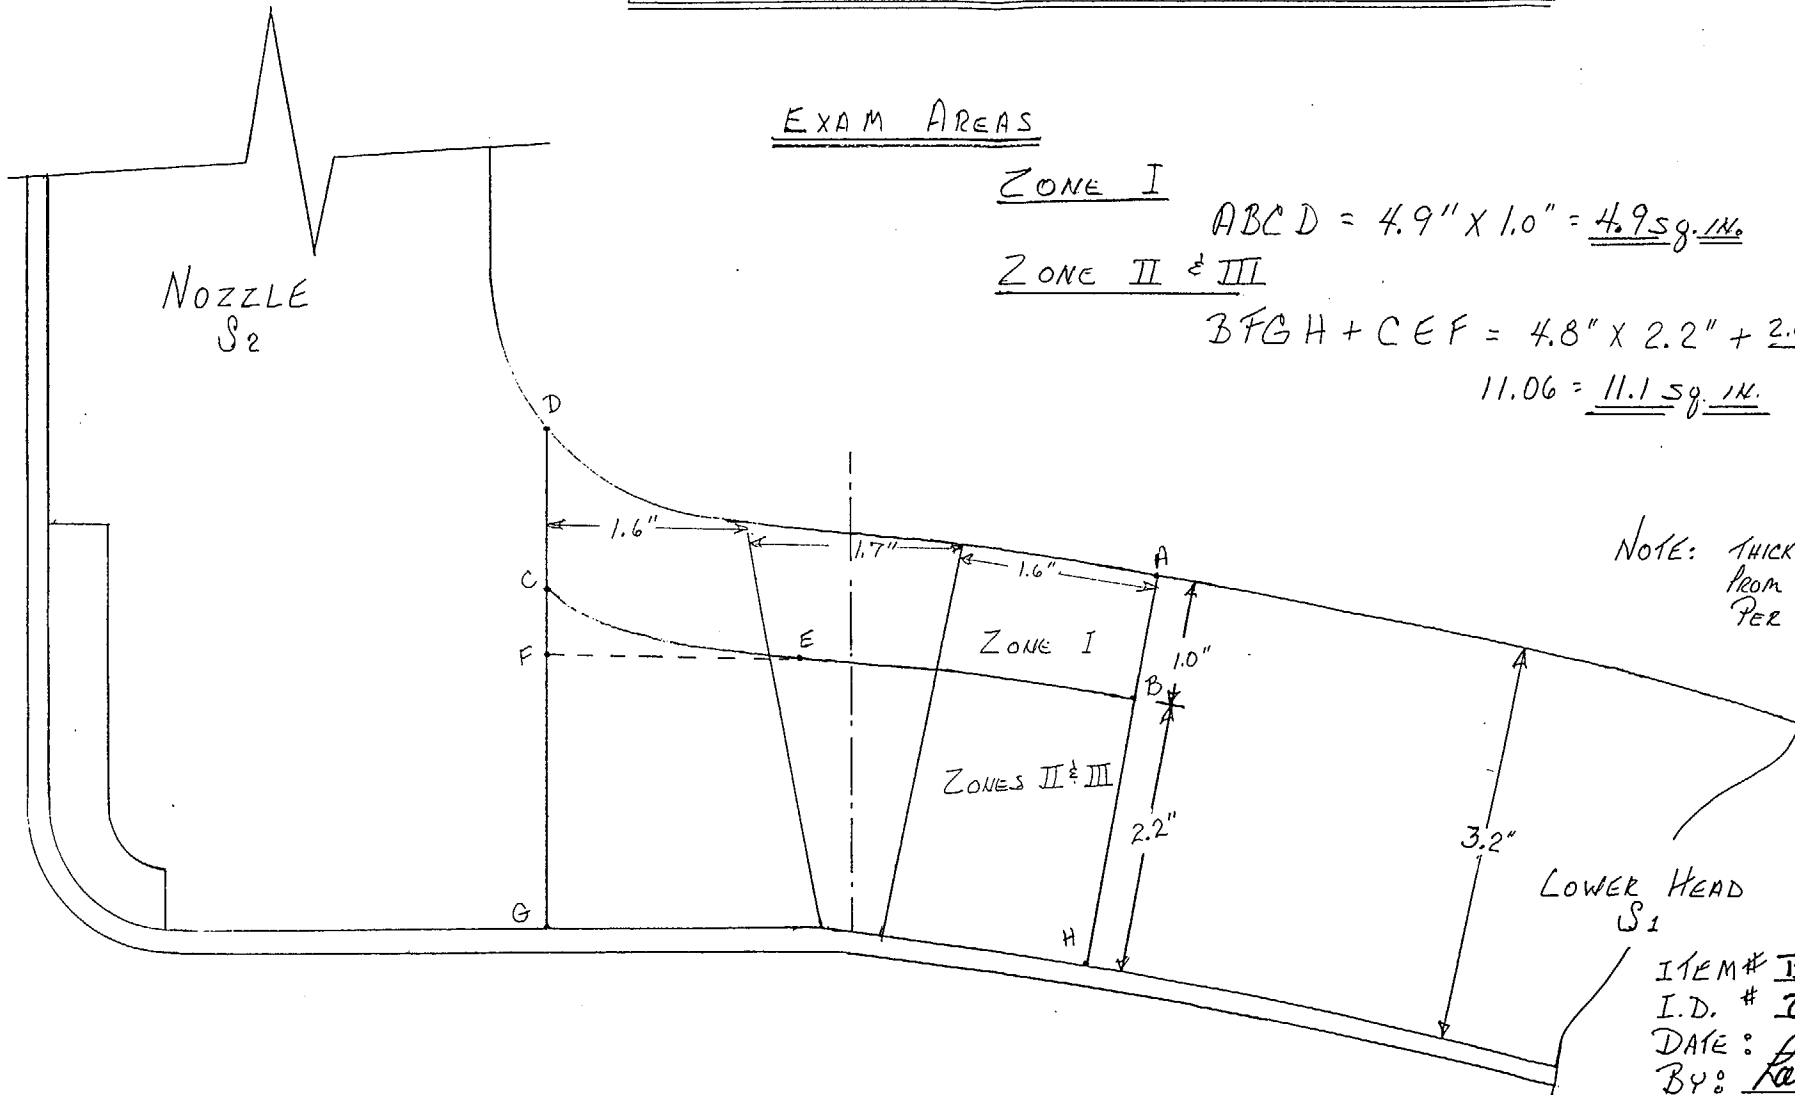 EXAM AREAS
ZONE I
ABCD = 4.9" X 1.0" = 4.9 sq. IN.
ZONE II & III
BFGH + CEF = 4.8" X 2.2" +
11.06 = 11.1 sq. IN.
NOZZLE
S2
D
1.6"
1.7"
1.6"
A
C
F
E
ZONE I
1.0"
B
ZONES II & III
2.2"
3.2"
G
H
NOTE: THICK
FROM
PER
LOWER HEAD
S1
ITEM #
I.D. #
DATE:
BY: